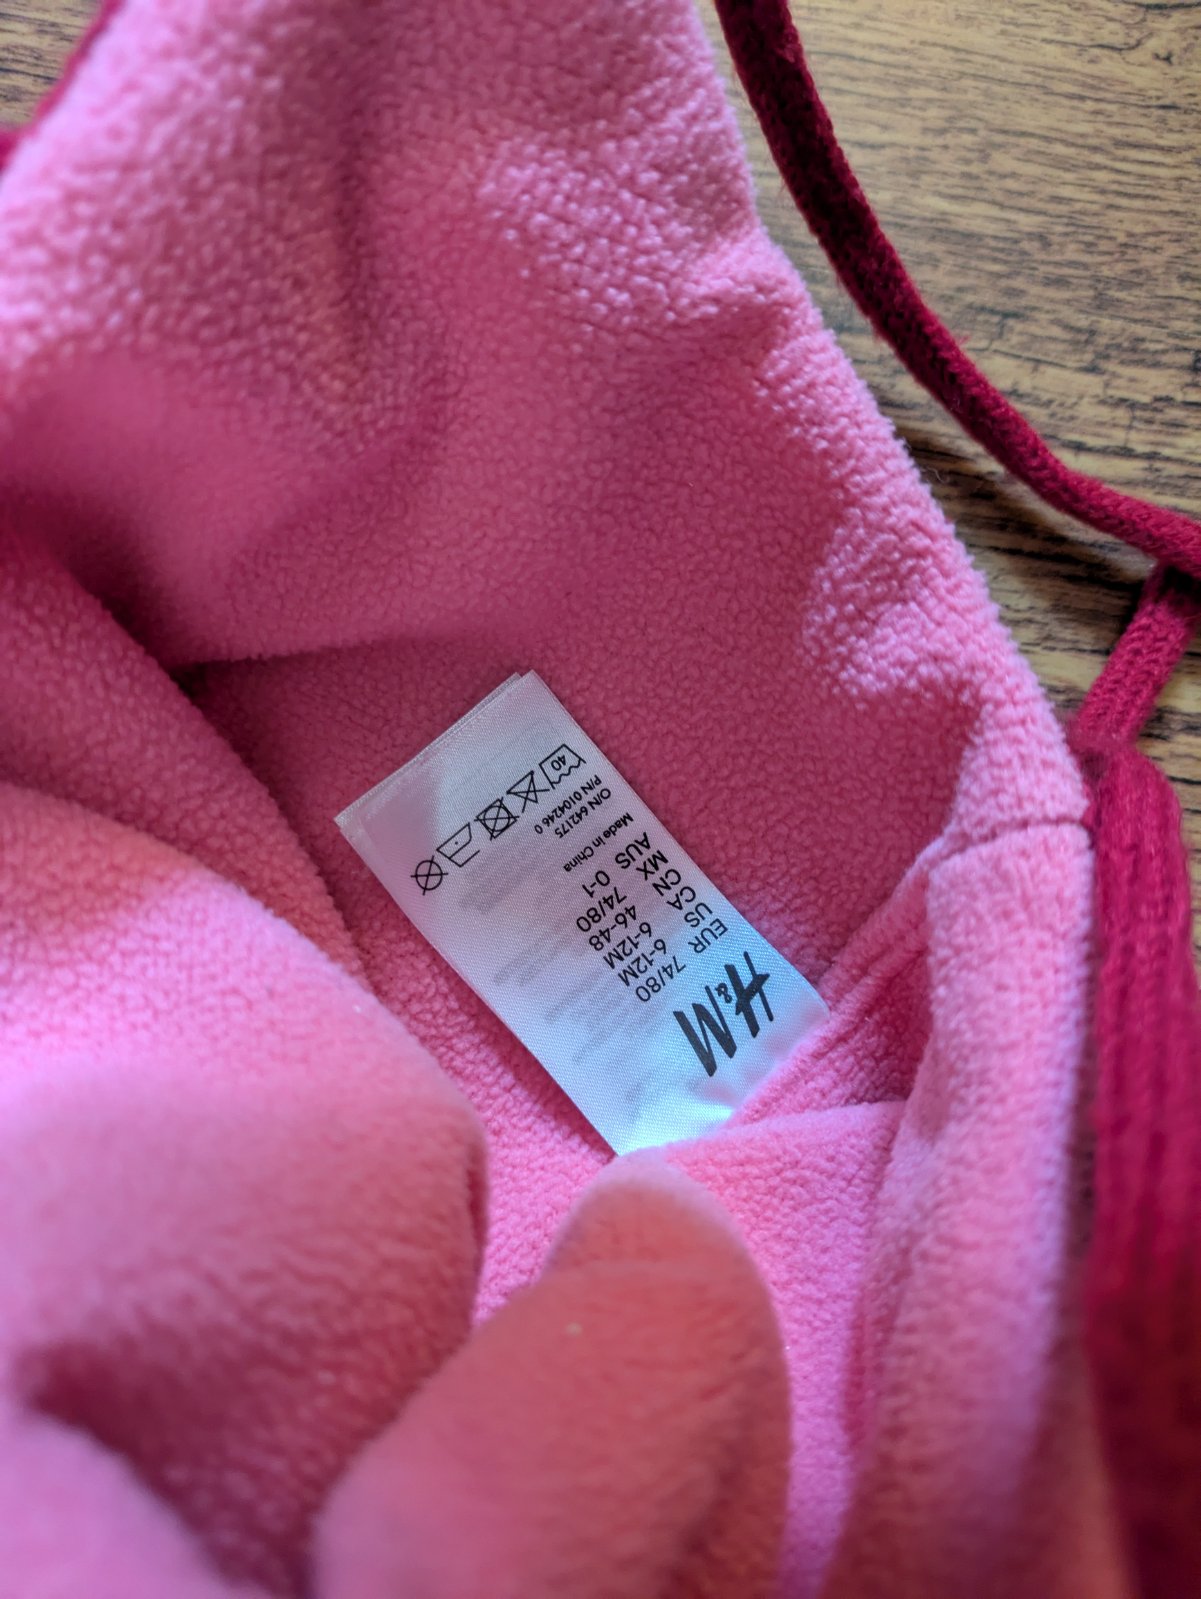 H&M
EUR 74/80
US 6-12M
CA 6-12M
CN 46-48
MX 74/80
AUS 0-1
Made in China
O/N 642175
P/N 0104246 0
40